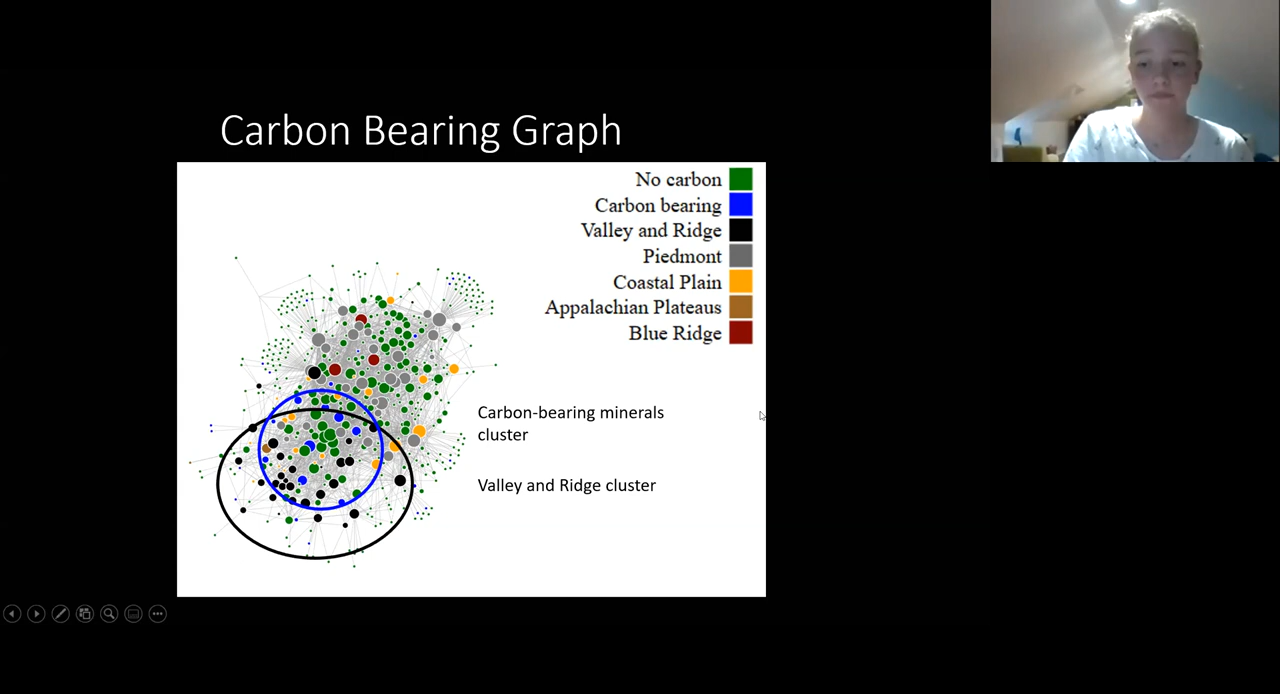 Carbon Bearing Graph
No carbon
Carbon bearing
Valley and Ridge
Piedmont
Coastal Plain
Appalachian Plateaus
Blue Ridge
Carbon-bearing minerals
cluster
Valley and Ridge cluster